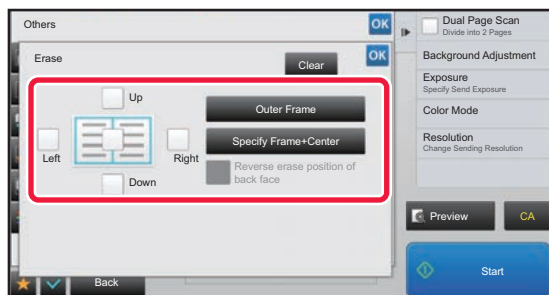 Others
OK
Erase
Clear
OK
Up
Left
Right
Down
Outer Frame
Specify Frame+Center
Reverse erase position of
back face
Back
Dual Page Scan
Divide into 2 Pages
Background Adjustment
Exposure
Specify Send Exposure
Color Mode
Resolution
Change Sending Resolution
Preview
CA
Start